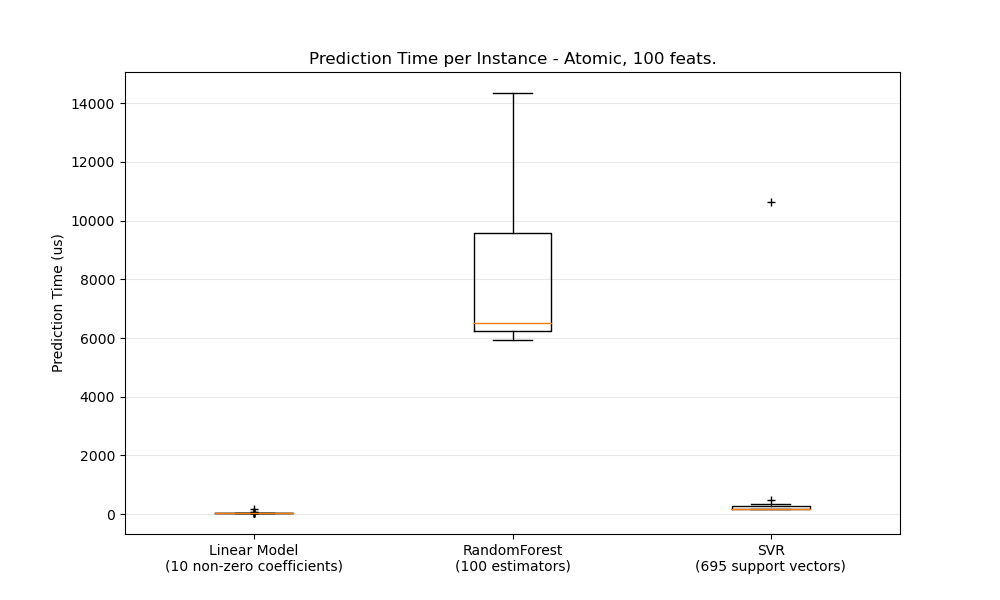 Prediction Time per Instance - Atomic, 100 feats.
Prediction Time (us)
14000
12000
10000
8000
6000
4000
2000
0
Linear Model
(10 non-zero coefficients)
RandomForest
(100 estimators)
SVR
(695 support vectors)